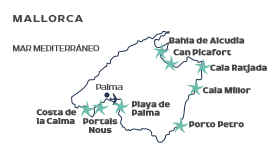 MALLORCA
MAR MEDITERRÁNEO
Bahia de Alcudia
Can Picafort
Cala Ratjada
Cala Millor
Palma
Costa de
la Calma
Portals
Nous
Playa de
Palma
Porto Petro